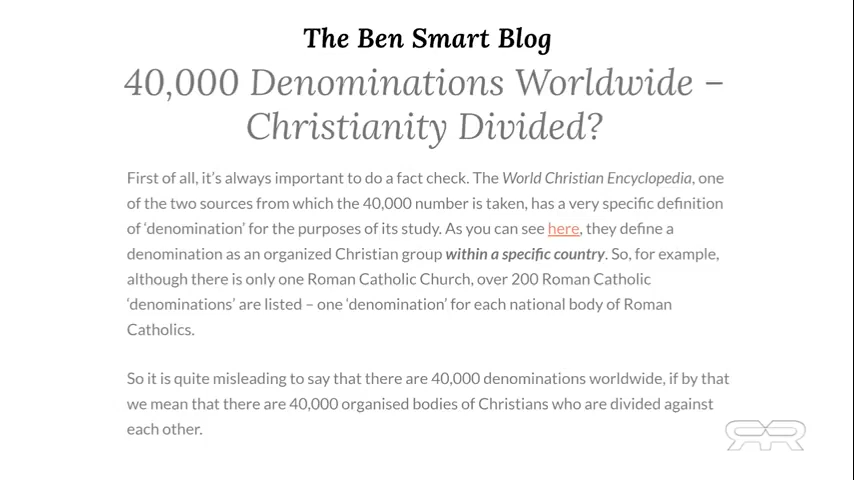 The Ben Smart Blog
40,000 Denominations Worldwide –
Christianity Divided?
First of all, it’s always important to do a fact check. The World Christian Encyclopedia, one
of the two sources from which the 40,000 number is taken, has a very specific definition
of ‘denomination’ for the purposes of its study. As you can see here, they define a
denomination as an organized Christian group within a specific country. So, for example,
although there is only one Roman Catholic Church, over 200 Roman Catholic
‘denominations’ are listed – one ‘denomination’ for each national body of Roman
Catholics.
So it is quite misleading to say that there are 40,000 denominations worldwide, if by that
we mean that there are 40,000 organised bodies of Christians who are divided against
each other.